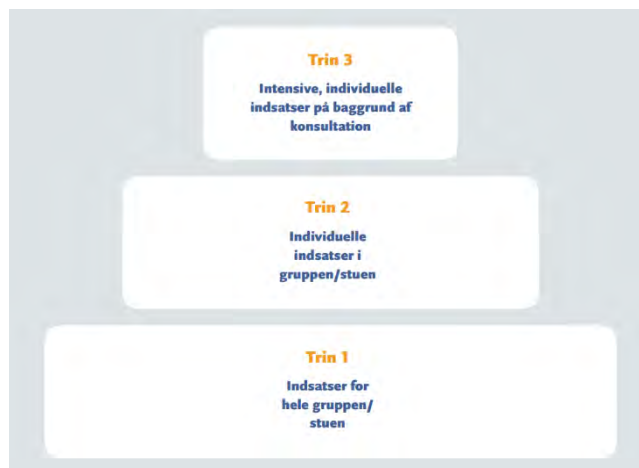 Trin 3
Intensive, individuelle
indsatser på baggrund af
konsultation
Trin 2
Individuelle
indsatser i
gruppen/stuen
Trin 1
Indsatser for
hele gruppen/
stuen